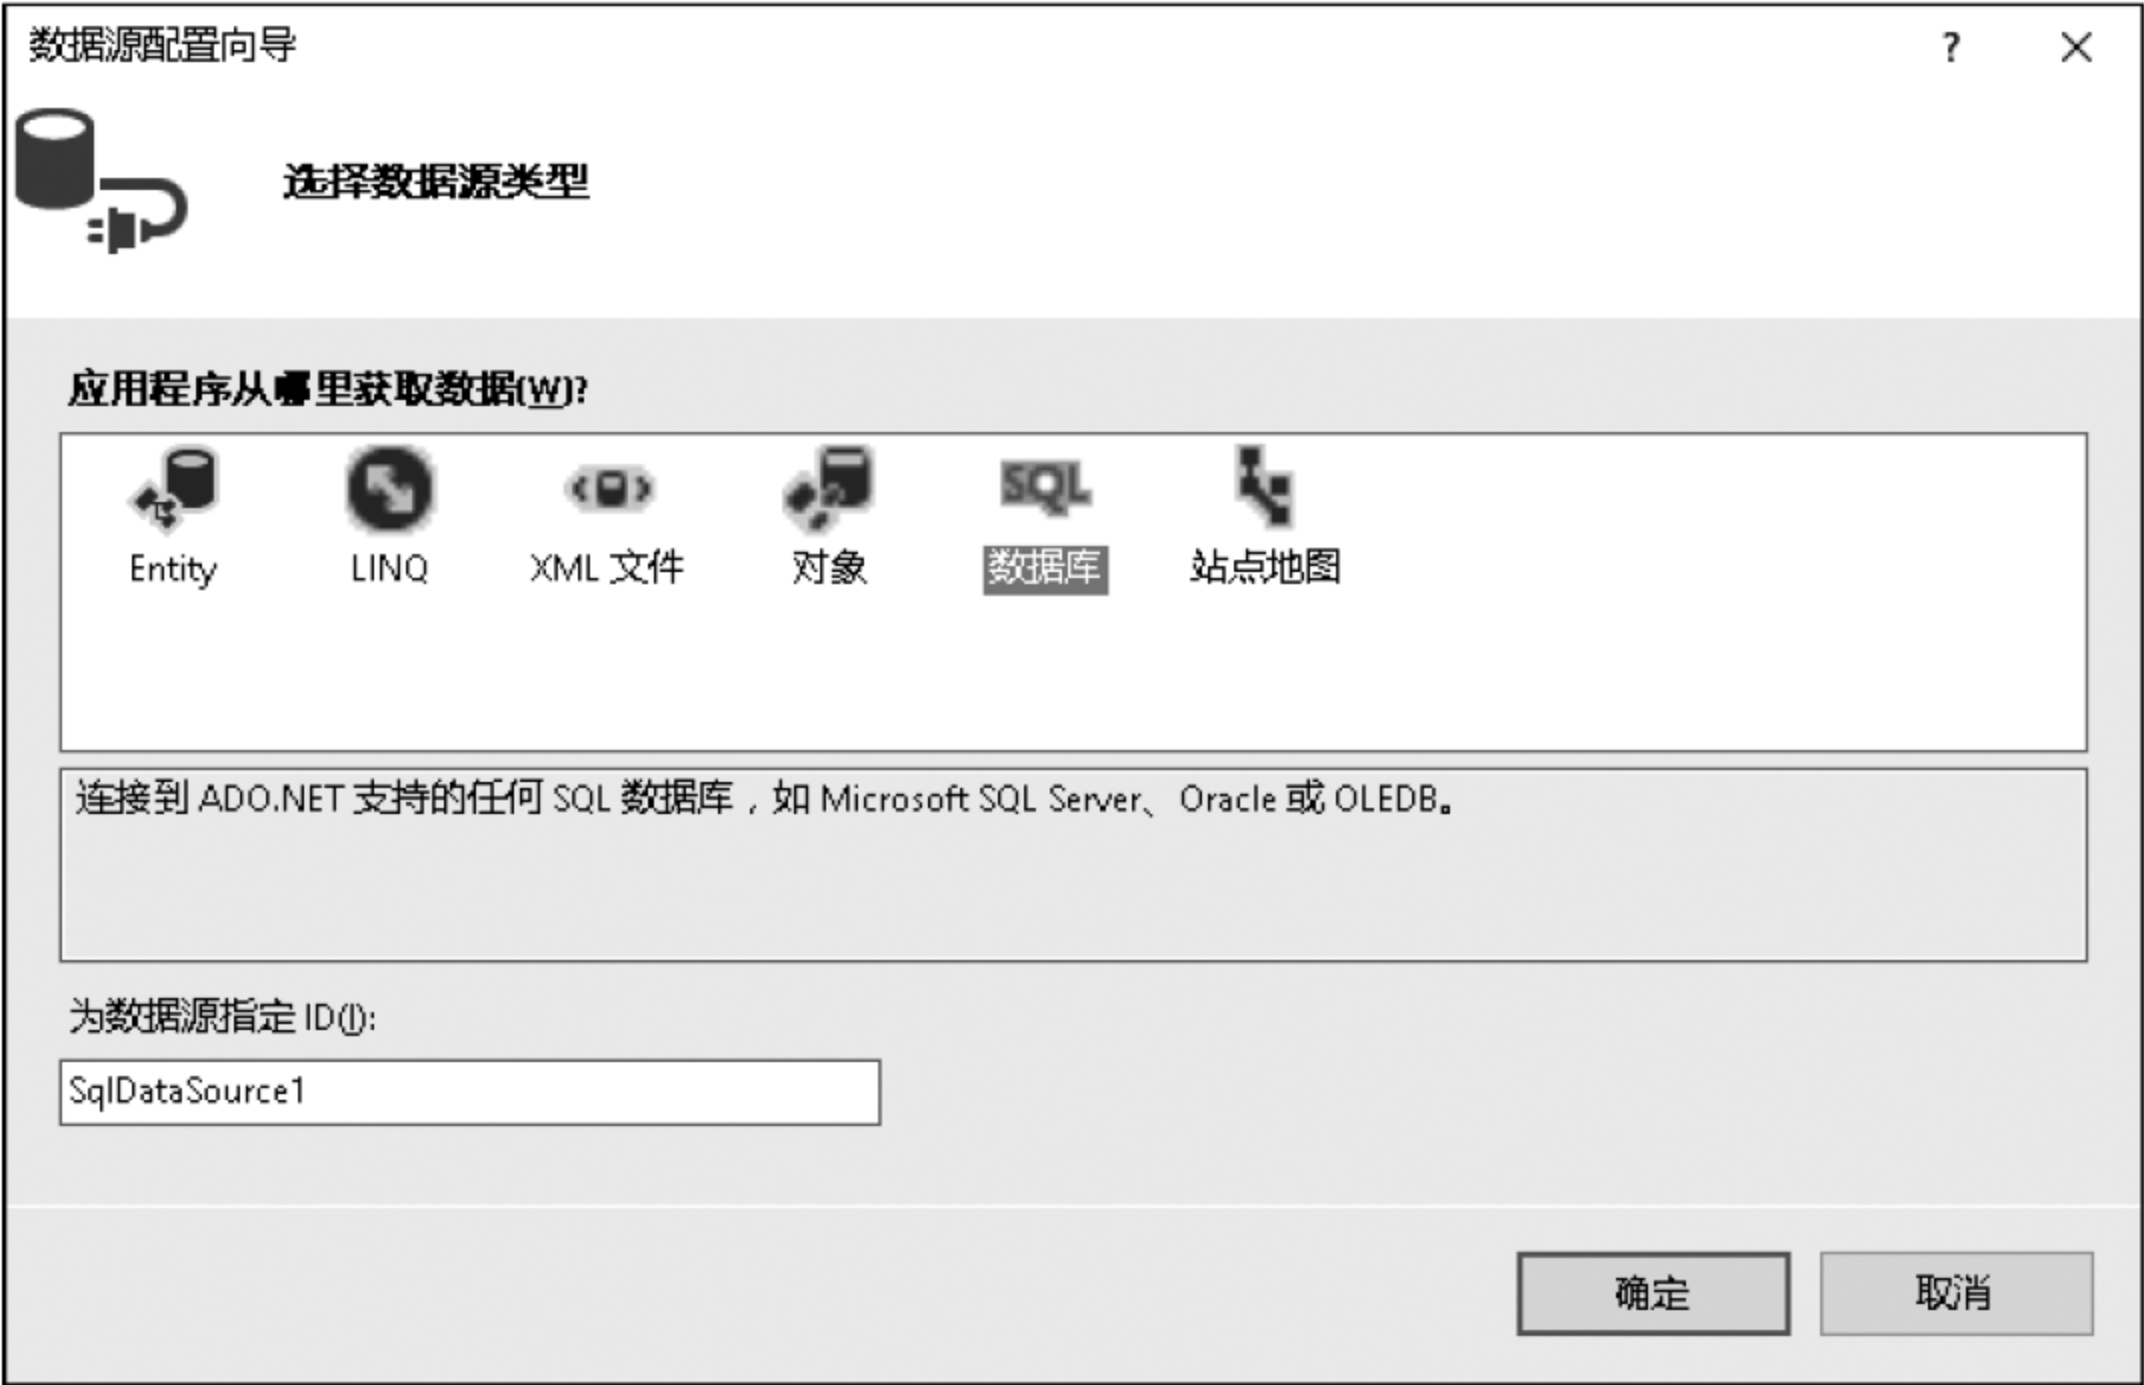 数据源配置向导
?
选择数据源类型
应用程序从哪里获取数据(W)?
Entity LINQ XML 文件 对象 SQL 数据库 站点地图
连接到 ADO.NET 支持的任何 SQL 数据库，如 Microsoft SQL Server、Oracle 或 OLEDB。
为数据源指定 ID(I):
SqlDataSource1
确定 取消